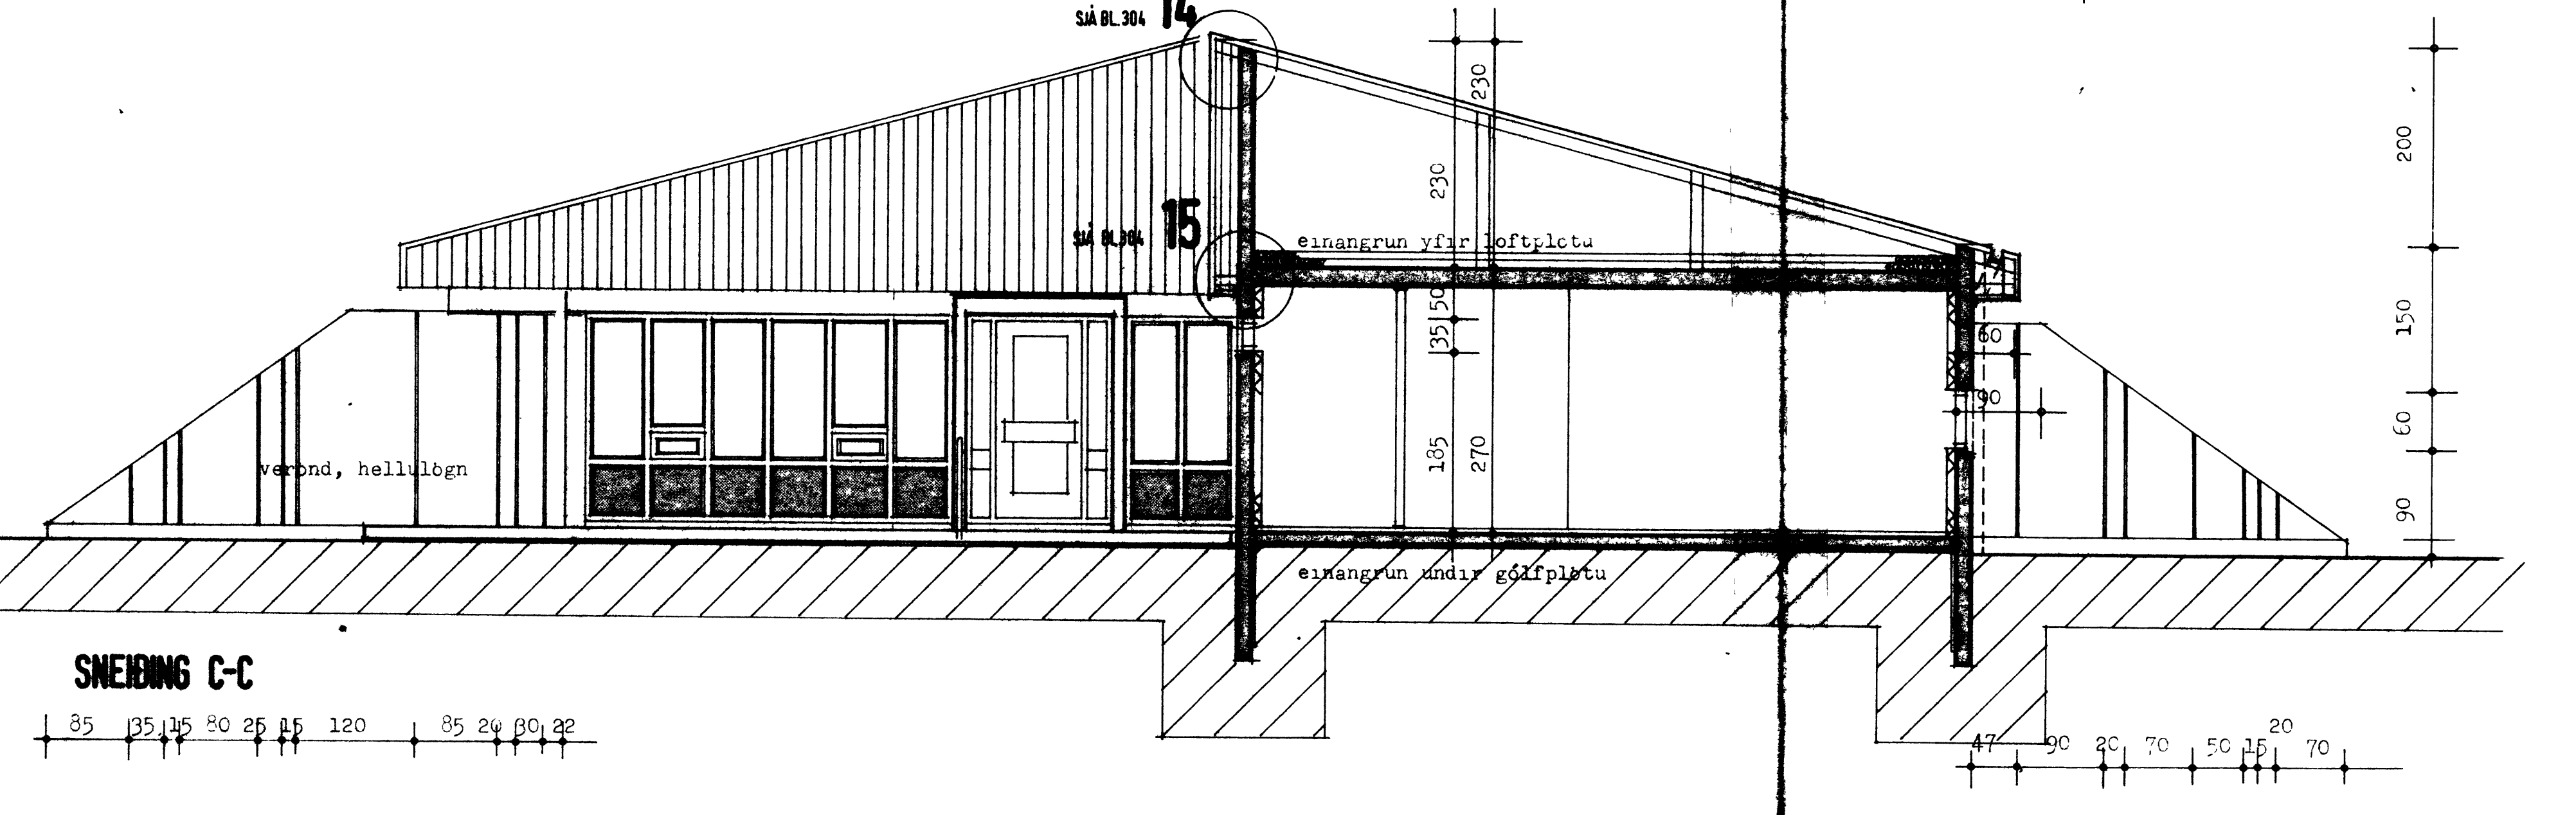 SJÁ BL.304 14
230
200
230
SJÁ BL.304 15
einangrun yfir loftplötu
50
35
150
60
90
185
270
60
verönd, hellulögn
90
einangrun undir gólfplötu
SNEIÐING C-C
85 35 15 80 25 15 120 85 20 30 22
47 90 20 70 50 15 20 70